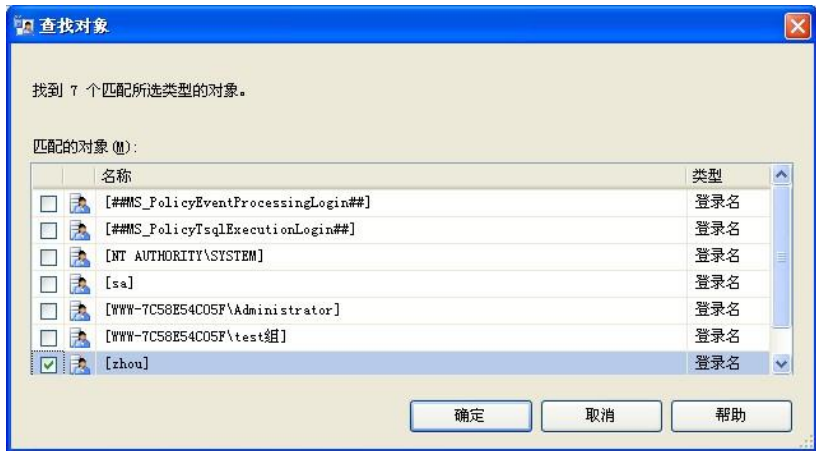 查找对象
找到 7 个匹配所选类型的对象。
匹配的对象(M):
名称 类型
[##MS_PolicyEventProcessingLogin##] 登录名
[##MS_PolicyTsqlExecutionLogin##] 登录名
[NT AUTHORITY\SYSTEM] 登录名
[sa] 登录名
[WWW-7C58E54C05F\Administrator] 登录名
[WWW-7C58E54C05F\test组] 登录名
[zhou] 登录名
确定 取消 帮助